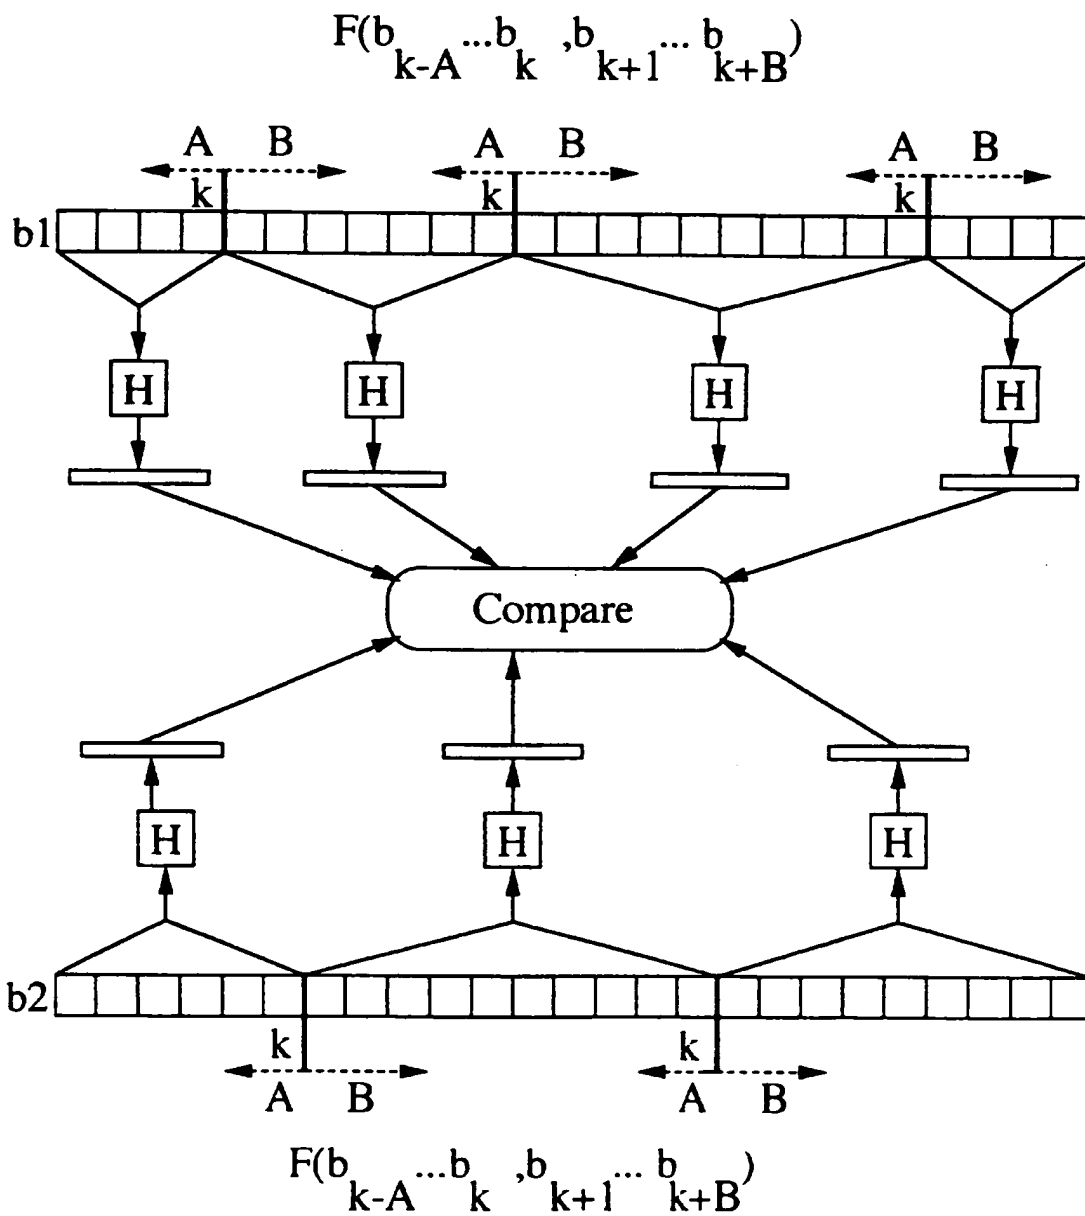 F(b k-A ...b k ,b k+1 ... b k+B )
A B A B A B
k k k
b1
H H H H
Compare
H H H
b2
k k
A B A B
F(b k-A ...b k ,b k+1 ... b k+B )